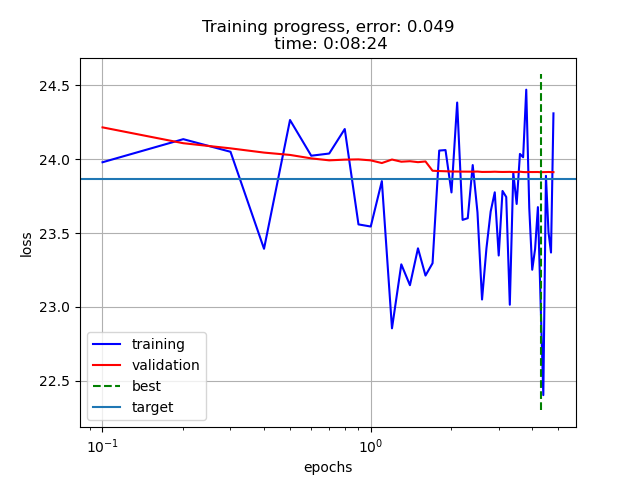 Training progress, error: 0.049
time: 0:08:24
24.5
24.0
23.5
23.0
22.5
loss
training
validation
best
target
10⁻¹
10⁰
epochs